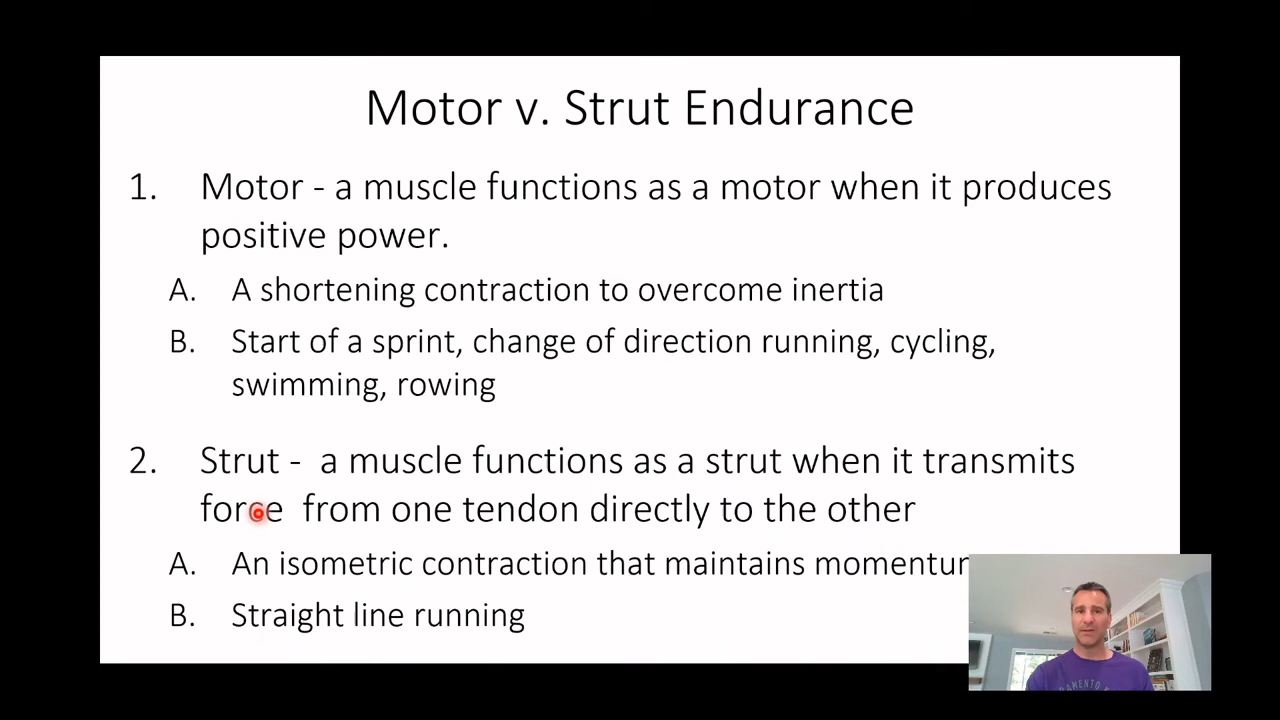 Motor v. Strut Endurance
1. Motor - a muscle functions as a motor when it produces
positive power.
A. A shortening contraction to overcome inertia
B. Start of a sprint, change of direction running, cycling,
swimming, rowing
2. Strut - a muscle functions as a strut when it transmits
force from one tendon directly to the other
A. An isometric contraction that maintains
B. Straight line running